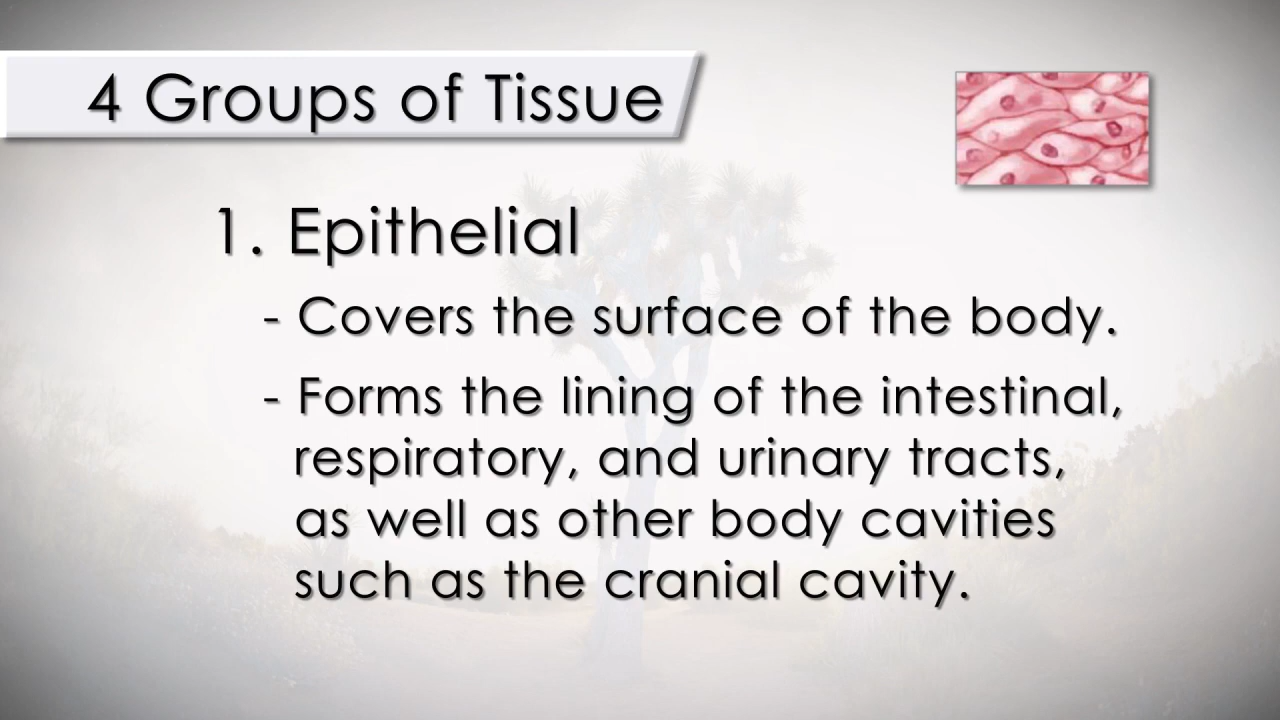 4 Groups of Tissue
1. Epithelial
- Covers the surface of the body.
- Forms the lining of the intestinal,
respiratory, and urinary tracts,
as well as other body cavities
such as the cranial cavity.